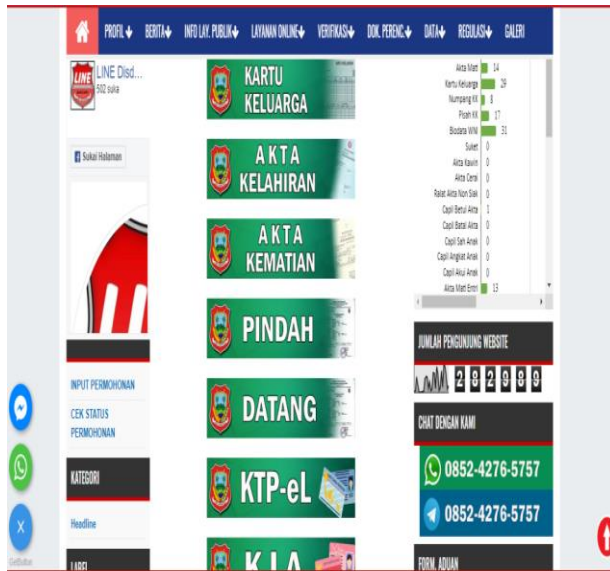 PROFIL BERITA INFO LAY. PUBLIK LAYANAN ONLINE VERIFIKASI DOK. PERENC. DATA REGULASI GALERI
LINE
LINE Disd...
502 suka
Sukai Halaman
INPUT PERMOHONAN
CEK STATUS
PERMOHONAN
KATEGORI
Headline
LABEL
KARTU
KELUARGA
AKTA
KELAHIRAN
AKTA
KEMATIAN
PINDAH
DATANG
KTP-eL
KIA
Akta Mati 14
Kartu Keluarga 29
Numpang KK 8
Pisah KK 17
Biodata WNI 31
Suket 0
Akta Kawin 0
Akta Cerai 0
Ralat Akta Non Siak 0
Capil Betul Akta 1
Capil Batal Akta 0
Capil Sah Anak 0
Capil Angkat Anak 0
Capil Akui Anak 0
Akta Mati Error 13
JUMLAH PENGUNJUNG WEBSITE
282989
CHAT DENGAN KAMI
0852-4276-5757
0852-4276-5757
FORM. ADUAN
GetButton